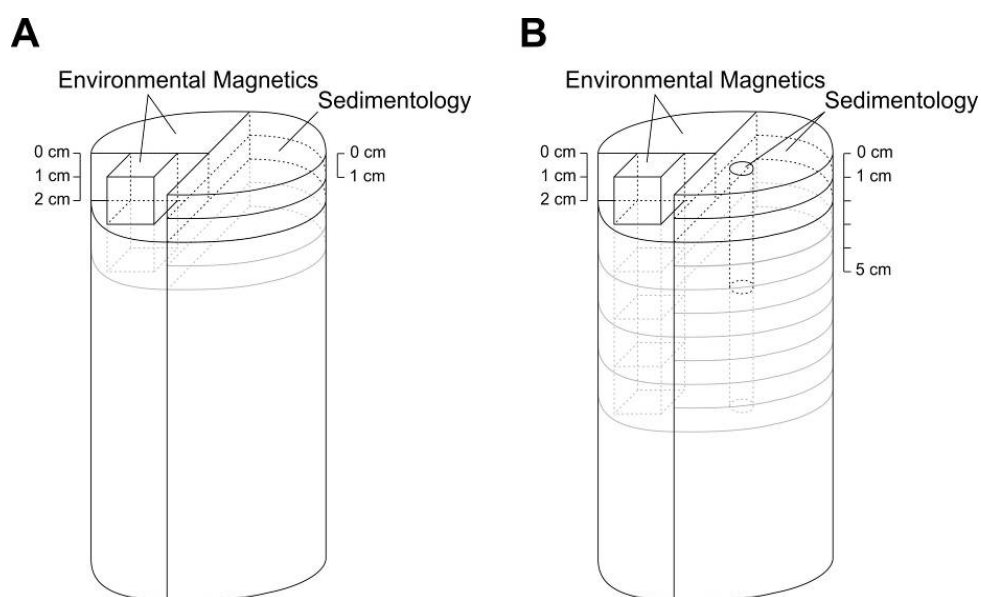 A
Environmental Magnetics
Sedimentology
0 cm
1 cm
2 cm
0 cm
1 cm
B
Environmental Magnetics
Sedimentology
0 cm
1 cm
2 cm
0 cm
1 cm
5 cm